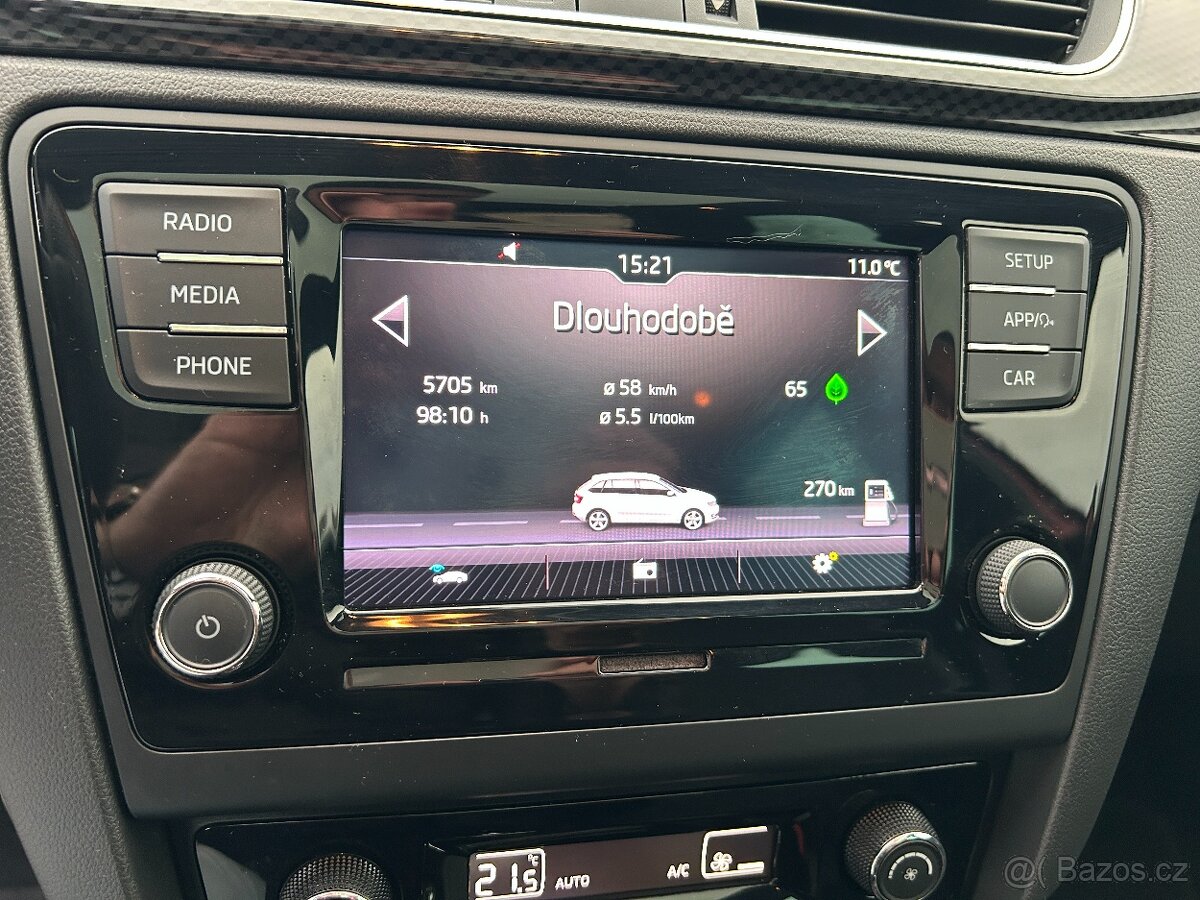 RADIO
MEDIA
PHONE
SETUP
APP/
CAR
15:21
11.0°C
Dlouhodobě
5705 km
98:10 h
ø 58 km/h
ø 5.5 l/100km
65
270 km
21.5 °C
AUTO
A/C
@ Bazos.cz